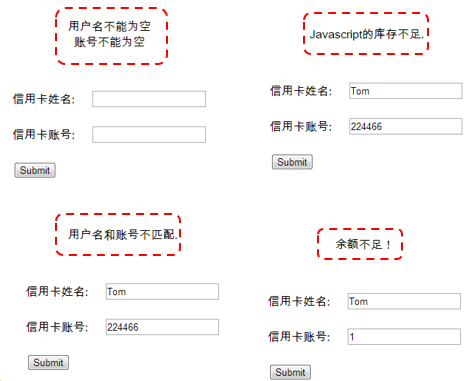 用户名不能为空
账号不能为空
信用卡姓名:
信用卡账号:
Submit
Javascript的库存不足.
信用卡姓名: Tom
信用卡账号: 224466
Submit
用户名和账号不匹配.
信用卡姓名: Tom
信用卡账号: 224466
Submit
余额不足！
信用卡姓名: Tom
信用卡账号: 1
Submit